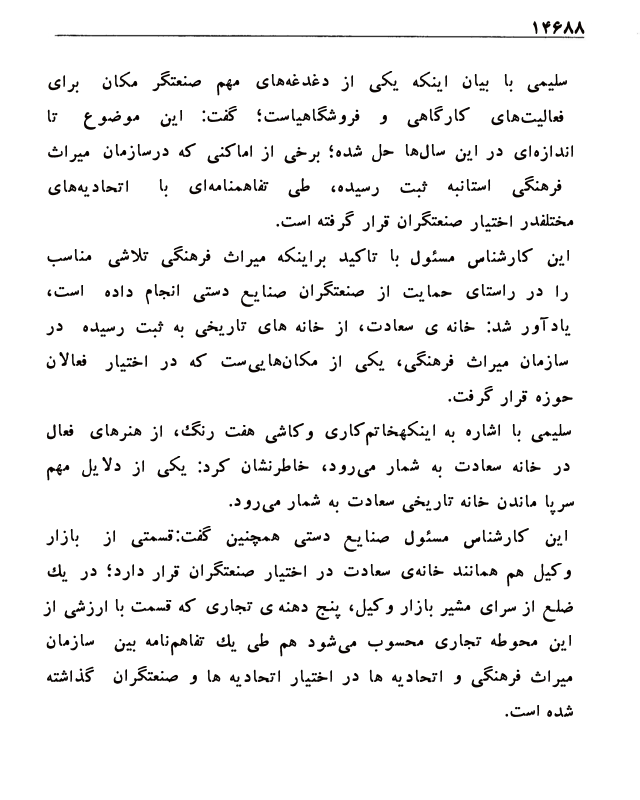 ۱۴۶۸۸
سلیمی با بیان اینکه یکی از دغدغه‌های مهم صنعتگر مکان برای
فعالیت‌های کارگاهی و فروشگاهیاست؛ گفت: این موضوع تا
اندازه‌ای در این سال‌ها حل شده؛ برخی از اماکنی که درسازمان میراث
فرهنگی استانبه ثبت رسیده، طی تفاهمنامه‌ای با اتحادیه‌های
مختلفدر اختیار صنعتگران قرار گرفته است.
این کارشناس مسئول با تاکید براینکه میراث فرهنگی تلاشی مناسب
را در راستای حمایت از صنعتگران صنایع دستی انجام داده است،
یادآور شد: خانه ی سعادت، از خانه های تاریخی به ثبت رسیده در
سازمان میراث فرهنگی، یکی از مکان‌هایی‌ست که در اختیار فعالان
حوزه قرار گرفت.
سلیمی با اشاره به اینکهخاتم‌کاری وکاشی هفت رنگ، از هنرهای فعال
در خانه سعادت به شمار می‌رود، خاطرنشان کرد: یکی از دلایل مهم
سرپا ماندن خانه تاریخی سعادت به شمار می‌رود.
این کارشناس مسئول صنایع دستی همچنین گفت:قسمتی از بازار
وکیل هم همانند خانه‌ی سعادت در اختیار صنعتگران قرار دارد؛ در یك
ضلع از سرای مشیر بازار وکیل، پنج دهنه ی تجاری که قسمت با ارزشی از
این محوطه تجاری محسوب می‌شود هم طی یك تفاهم‌نامه بین سازمان
میراث فرهنگی و اتحادیه ها در اختیار اتحادیه ها و صنعتگران گذاشته
شده است.